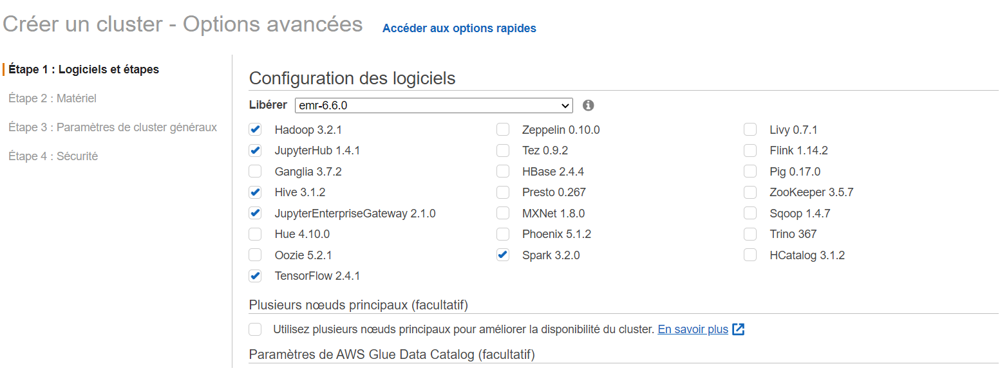 Créer un cluster - Options avancées Accéder aux options rapides
Étape 1 : Logiciels et étapes
Étape 2 : Matériel
Étape 3 : Paramètres de cluster généraux
Étape 4 : Sécurité
Configuration des logiciels
Libérer emr-6.6.0
Hadoop 3.2.1 Zeppelin 0.10.0 Livy 0.7.1
JupyterHub 1.4.1 Tez 0.9.2 Flink 1.14.2
Ganglia 3.7.2 HBase 2.4.4 Pig 0.17.0
Hive 3.1.2 Presto 0.267 ZooKeeper 3.5.7
JupyterEnterpriseGateway 2.1.0 MXNet 1.8.0 Sqoop 1.4.7
Hue 4.10.0 Phoenix 5.1.2 Trino 367
Oozie 5.2.1 Spark 3.2.0 HCatalog 3.1.2
TensorFlow 2.4.1
Plusieurs nœuds principaux (facultatif)
Utilisez plusieurs nœuds principaux pour améliorer la disponibilité du cluster. En savoir plus
Paramètres de AWS Glue Data Catalog (facultatif)